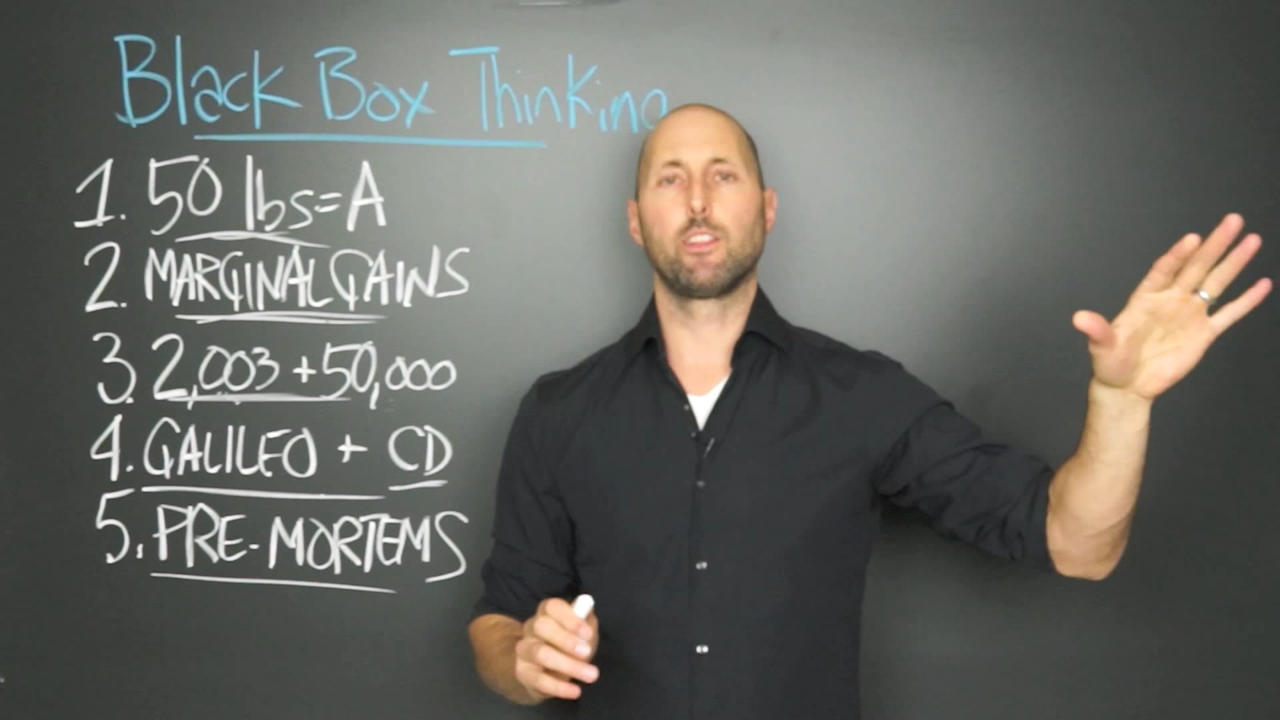 Black Box Thinking
1. 50 lbs=A
2. MARGINAL GAINS
3. 2,003 + 50,000
4. GALILEO + CD
5. PRE-MORTEMS